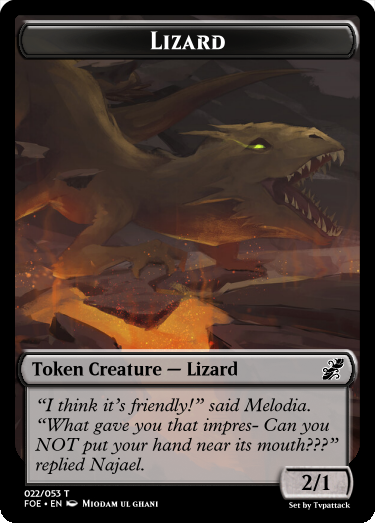 Lizard
Token Creature — Lizard
“I think it’s friendly!” said Melodia.
“What gave you that impres- Can you
NOT put your hand near its mouth???”
replied Najael.
2/1
022/053 T
FOE • EN Miodam ul ghani
Set by Tvpattack